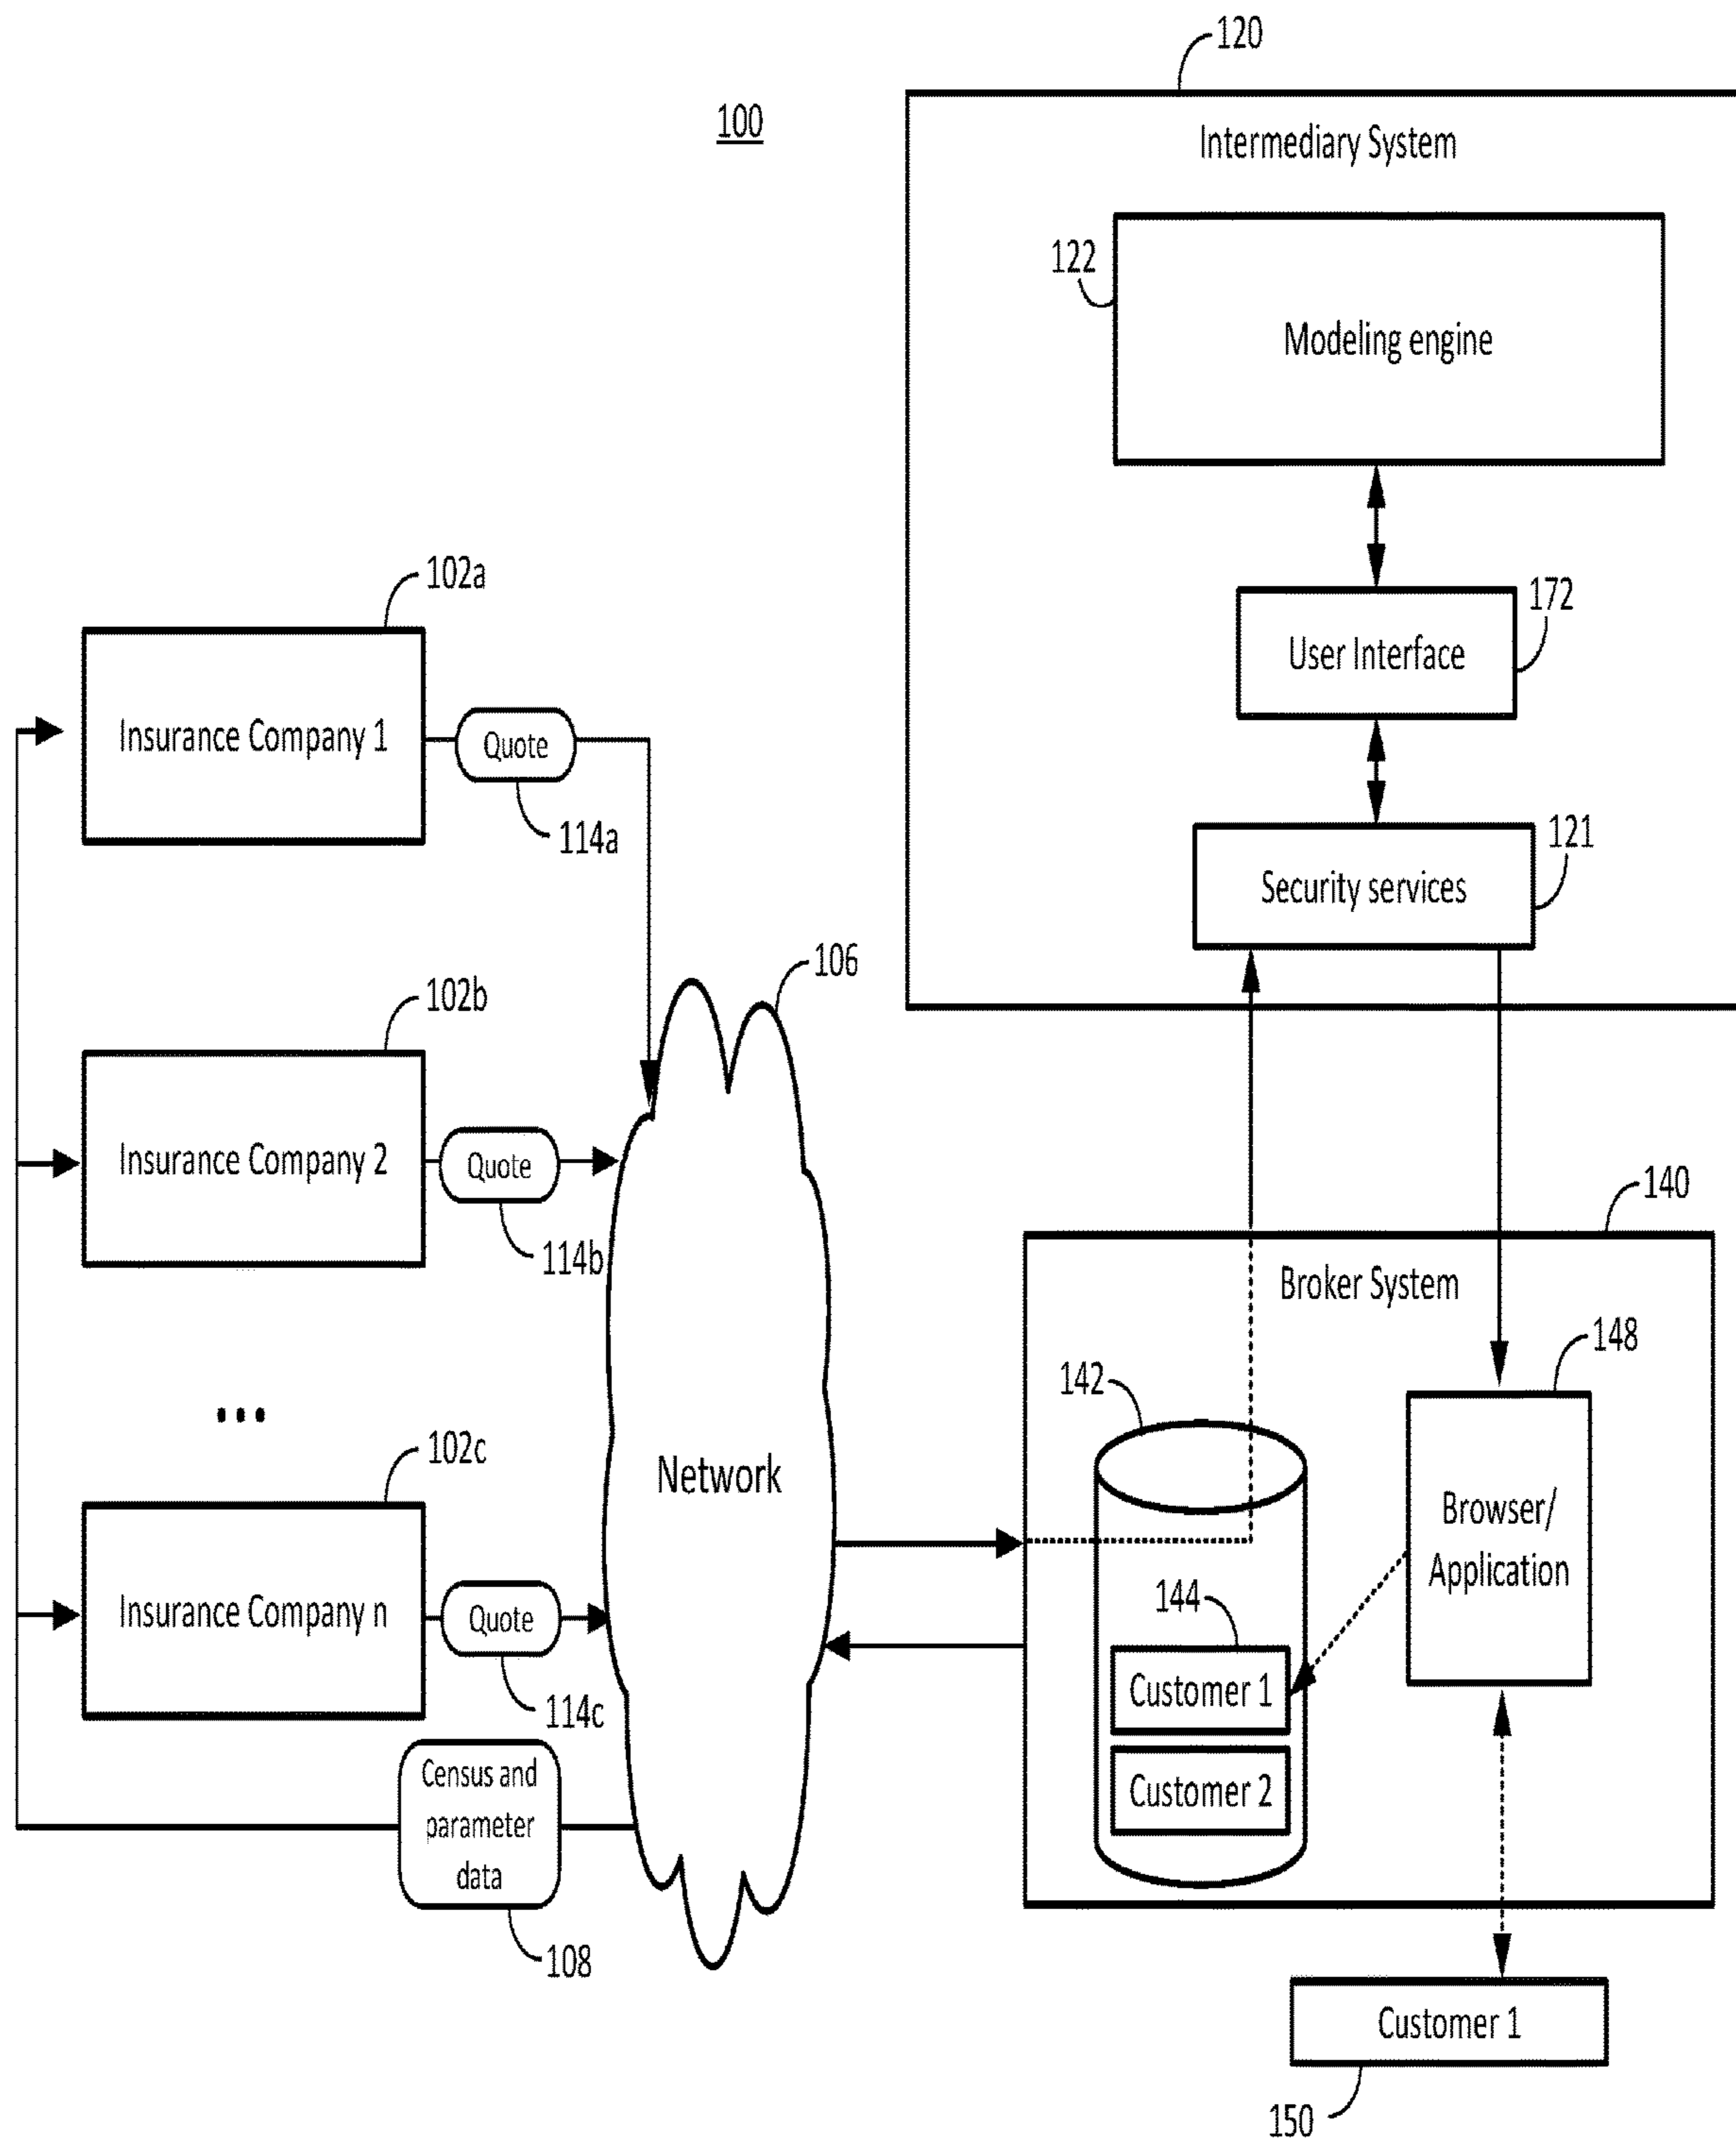 120
100
Intermediary System
122
Modeling engine
102a
172
User Interface
Insurance Company 1
Quote
114a
121
Security services
106
102b
Insurance Company 2
Quote
114b
140
Broker System
148
142
...
102c
Network
Browser/
Application
144
Insurance Company n
Quote
114c
Customer 1
Customer 2
Census and
parameter
data
108
Customer 1
150